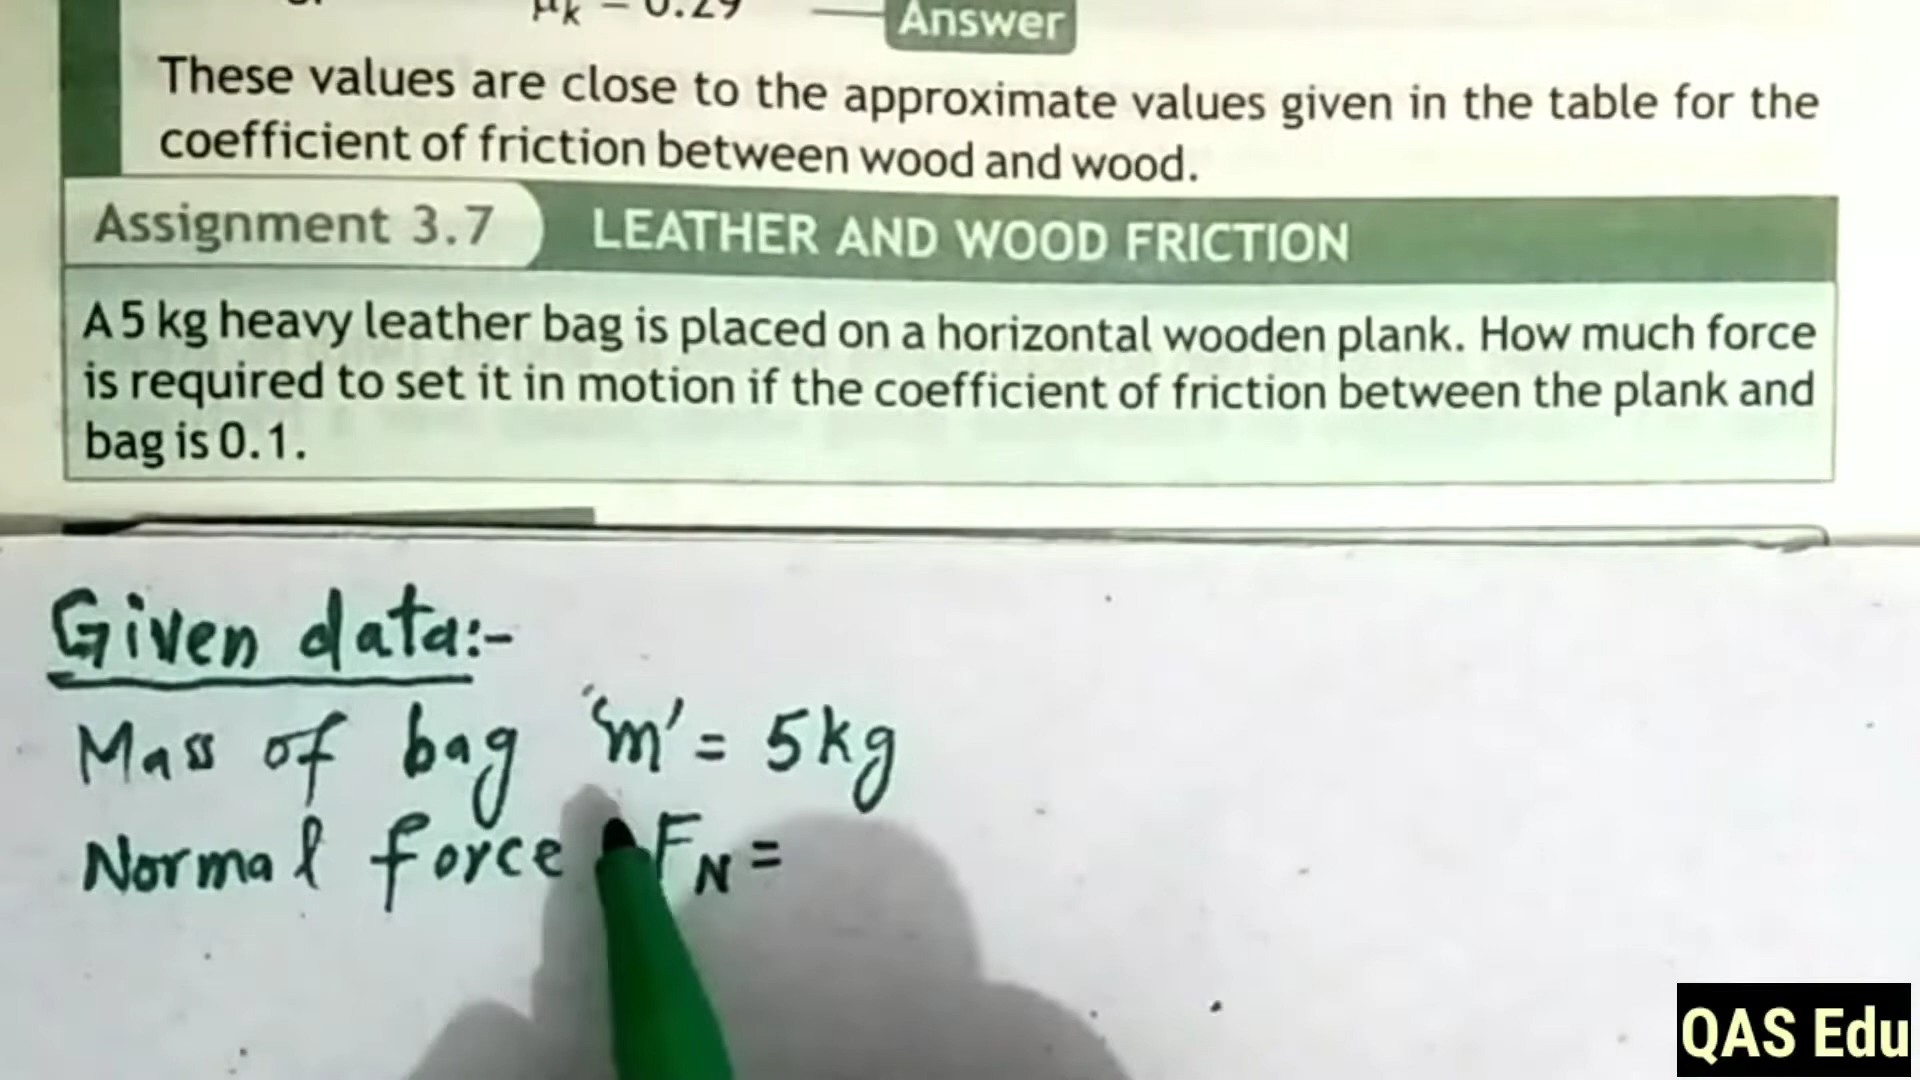 μk = 0.29 Answer
These values are close to the approximate values given in the table for the
coefficient of friction between wood and wood.
Assignment 3.7 LEATHER AND WOOD FRICTION
A 5 kg heavy leather bag is placed on a horizontal wooden plank. How much force
is required to set it in motion if the coefficient of friction between the plank and
bag is 0.1.
Given data:-
Mass of bag 'm' = 5kg
Normal force FN =
QAS Edu